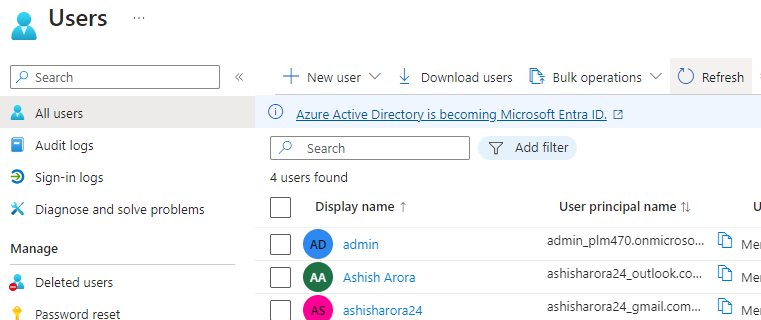 Users ...
Search «
New user Download users Bulk operations Refresh
All users
Azure Active Directory is becoming Microsoft Entra ID.
Audit logs
Search Add filter
Sign-in logs
4 users found
Diagnose and solve problems
Display name ↑ User principal name ↑↓ U
Manage
AD admin admin_plm470.onmicroso...
Deleted users
AA Ashish Arora ashisharora24_outlook.co...
Password reset
AS ashisharora24 ashisharora24_gmail.com...